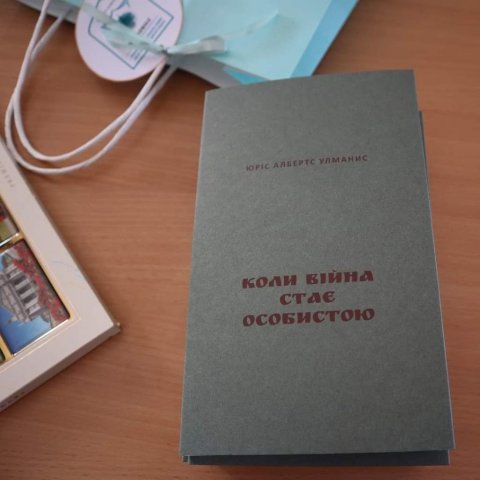 ЮРІС АЛБЕРТС УЛМАНИС
КОЛИ ВІЙНА
СТАЄ
ОСОБИСТОЮ